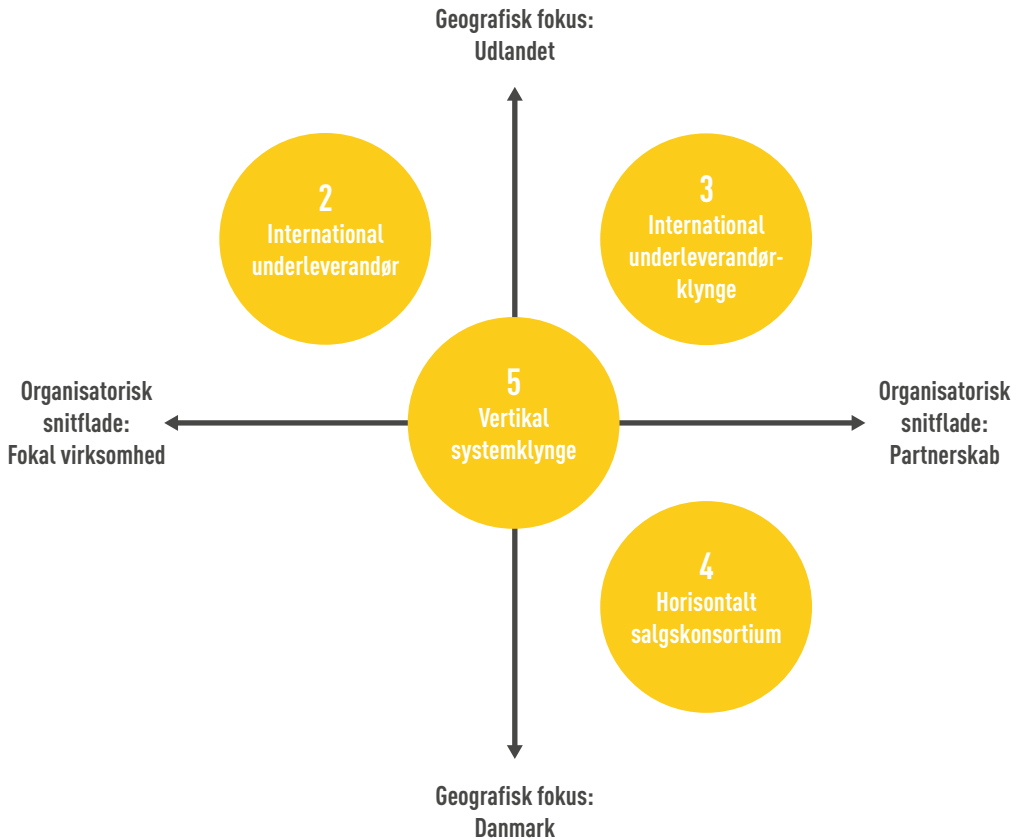 Geografisk fokus:
Udlandet
2
International
underleverandør
3
International
underleverandør-
klynge
Organisatorisk
snitflade:
Fokal virksomhed
5
Vertikal
systemklynge
Organisatorisk
snitflade:
Partnerskab
4
Horisontalt
salgskonsortium
Geografisk fokus:
Danmark